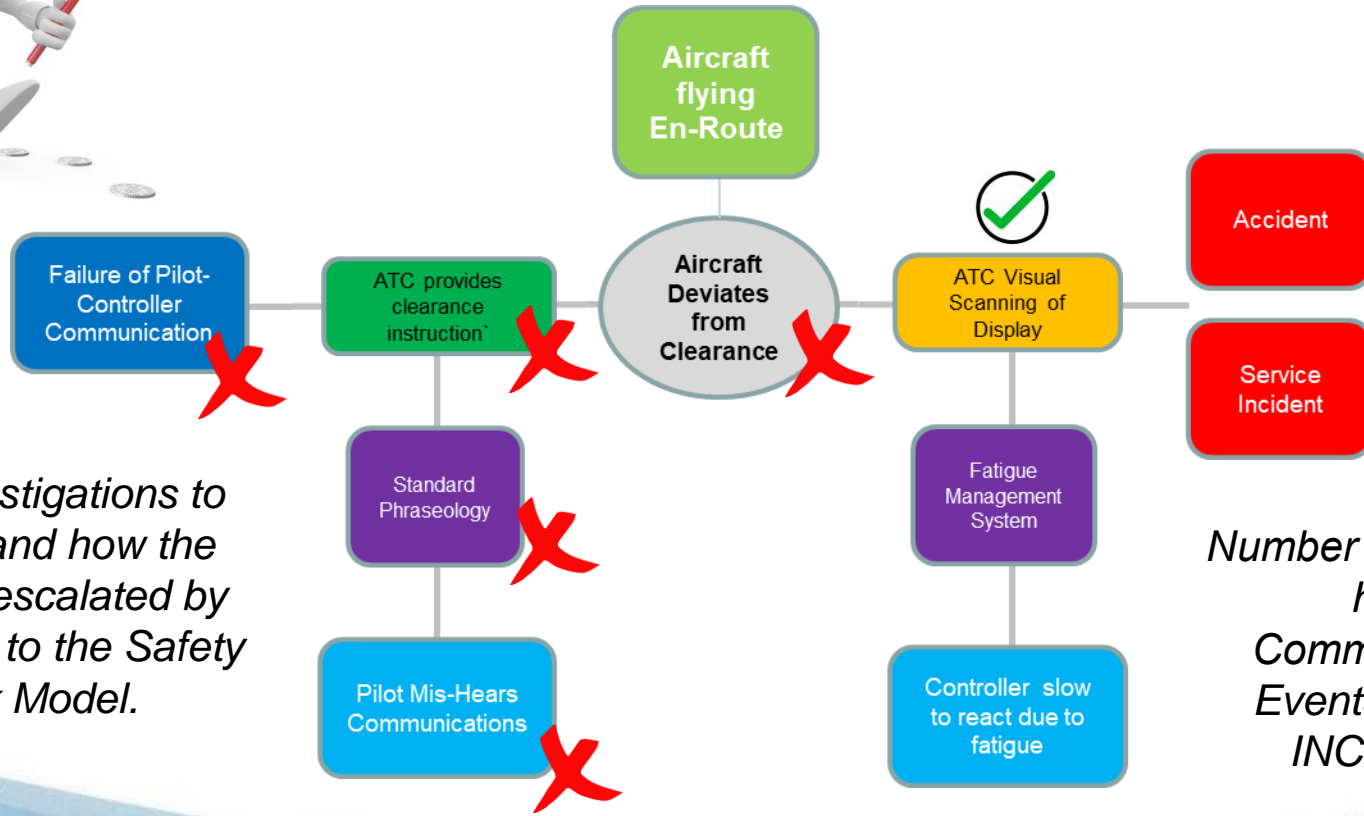 Aircraft
flying
En-Route
Accident
Failure of Pilot-
Controller
Communication
ATC provides
clearance
instruction`
Aircraft
Deviates
from
Clearance
ATC Visual
Scanning of
Display
Service
Incident
Standard
Phraseology
Fatigue
Management
System
stigations to
and how the
escalated by
to the Safety
Model.
Number
Comm
Event
INC
Pilot Mis-Hears
Communications
Controller slow
to react due to
fatigue